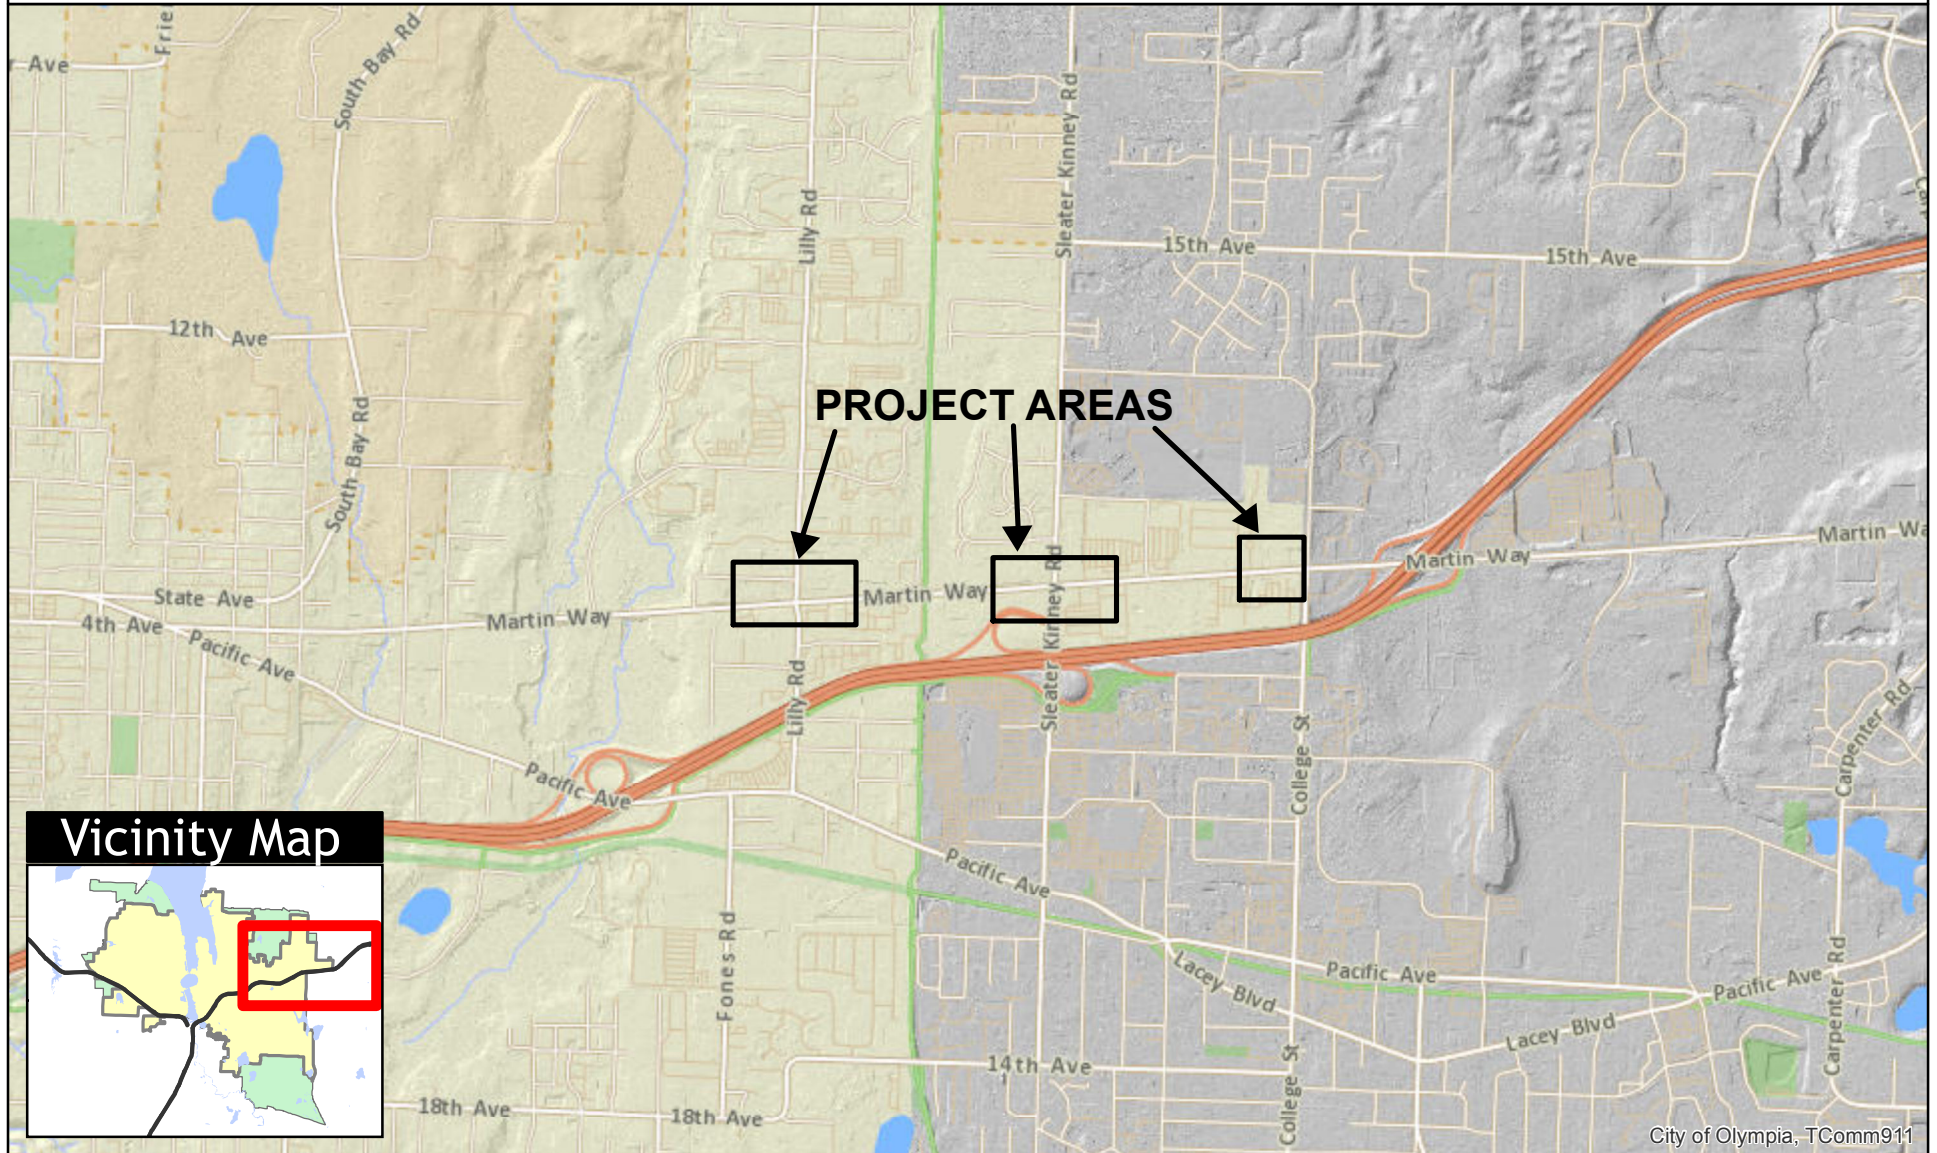 South Bay Rd
Ave
Sleater Kinney Rd
Lilly Rd
15th Ave
15th Ave
12th Ave
PROJECT AREAS
South Bay Rd
Martin Way
Martin Wa
State Ave
Martin Way
Martin Way
4th Ave
Pacific Ave
Sleater Kinney Rd
Lilly Rd
College St
Carpenter Rd
Pacific Ave
Vicinity Map
Pacific Ave
Fones Rd
Lacey Blvd
Pacific Ave
Pacific Ave
Carpenter Rd
Lacey Blvd
14th Ave
College St
18th Ave
18th Ave
City of Olympia, TComm911